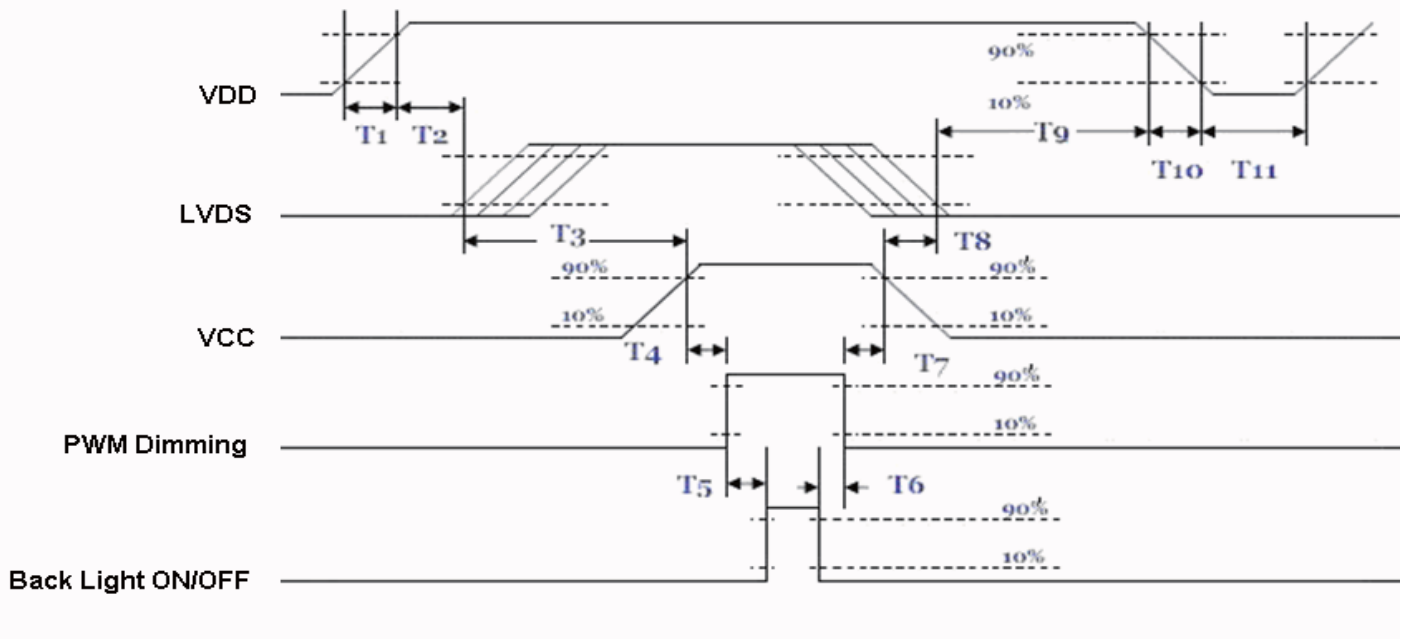 90%
VDD
10%
T1 T2
T9
T10 T11
LVDS
T3
T8
90%
90%
10%
10%
VCC
T4
T7
90%
10%
PWM Dimming
T5
T6
90%
10%
Back Light ON/OFF